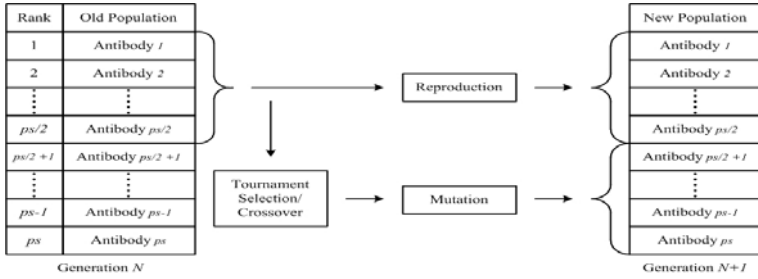 Rank Old Population New Population
1 Antibody 1 Antibody 1
2 Antibody 2 Reproduction Antibody 2
ps/2 Antibody ps/2 Antibody ps/2
ps/2 +1 Antibody ps/2 +1 Antibody ps/2 +1
Tournament
Selection/
Crossover
Mutation
ps-1 Antibody ps-1 Antibody ps-1
ps Antibody ps Antibody ps
Generation N Generation N+1